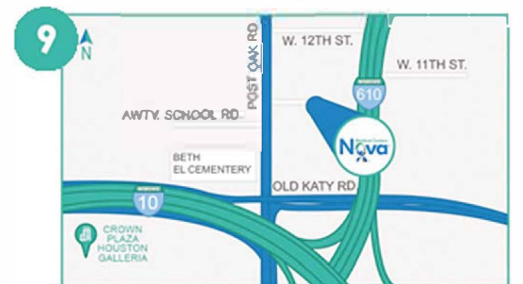 9
N
POST OAK RD
W. 12TH ST.
W. 11TH ST.
610
AWTY. SCHOOL RD
Nova
BETH
EL CEMENTERY
OLD KATY RD
10
CROWN
PLAZA
HOUSTON
GALLERIA